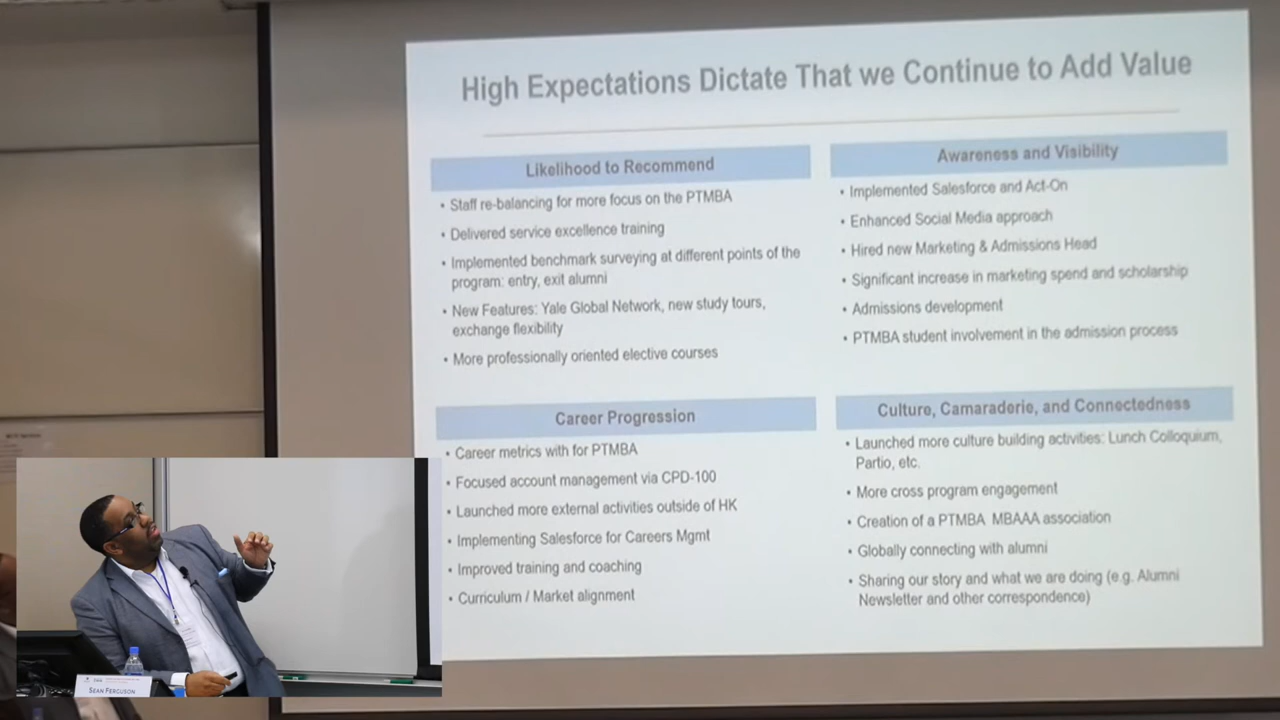 High Expectations Dictate That we Continue to Add Value
Likelihood to Recommend
• Staff re-balancing for more focus on the PTMBA
• Delivered service excellence training
• Implemented benchmark surveying at different points of the
program: entry, exit alumni
• New Features: Yale Global Network, new study tours,
exchange flexibility
• More professionally oriented elective courses
Awareness and Visibility
• Implemented Salesforce and Act-On
• Enhanced Social Media approach
• Hired new Marketing & Admissions Head
• Significant increase in marketing spend and scholarship
• Admissions development
• PTMBA student involvement in the admission process
Career Progression
• Career metrics with for PTMBA
• Focused account management via CPD-100
• Launched more external activities outside of HK
• Implementing Salesforce for Careers Mgmt
• Improved training and coaching
• Curriculum / Market alignment
Culture, Camaraderie, and Connectedness
• Launched more culture building activities: Lunch Colloquium,
Partio, etc.
• More cross program engagement
• Creation of a PTMBA MBAAA association
• Globally connecting with alumni
• Sharing our story and what we are doing (e.g. Alumni
Newsletter and other correspondence)
SEAN FERGUSON